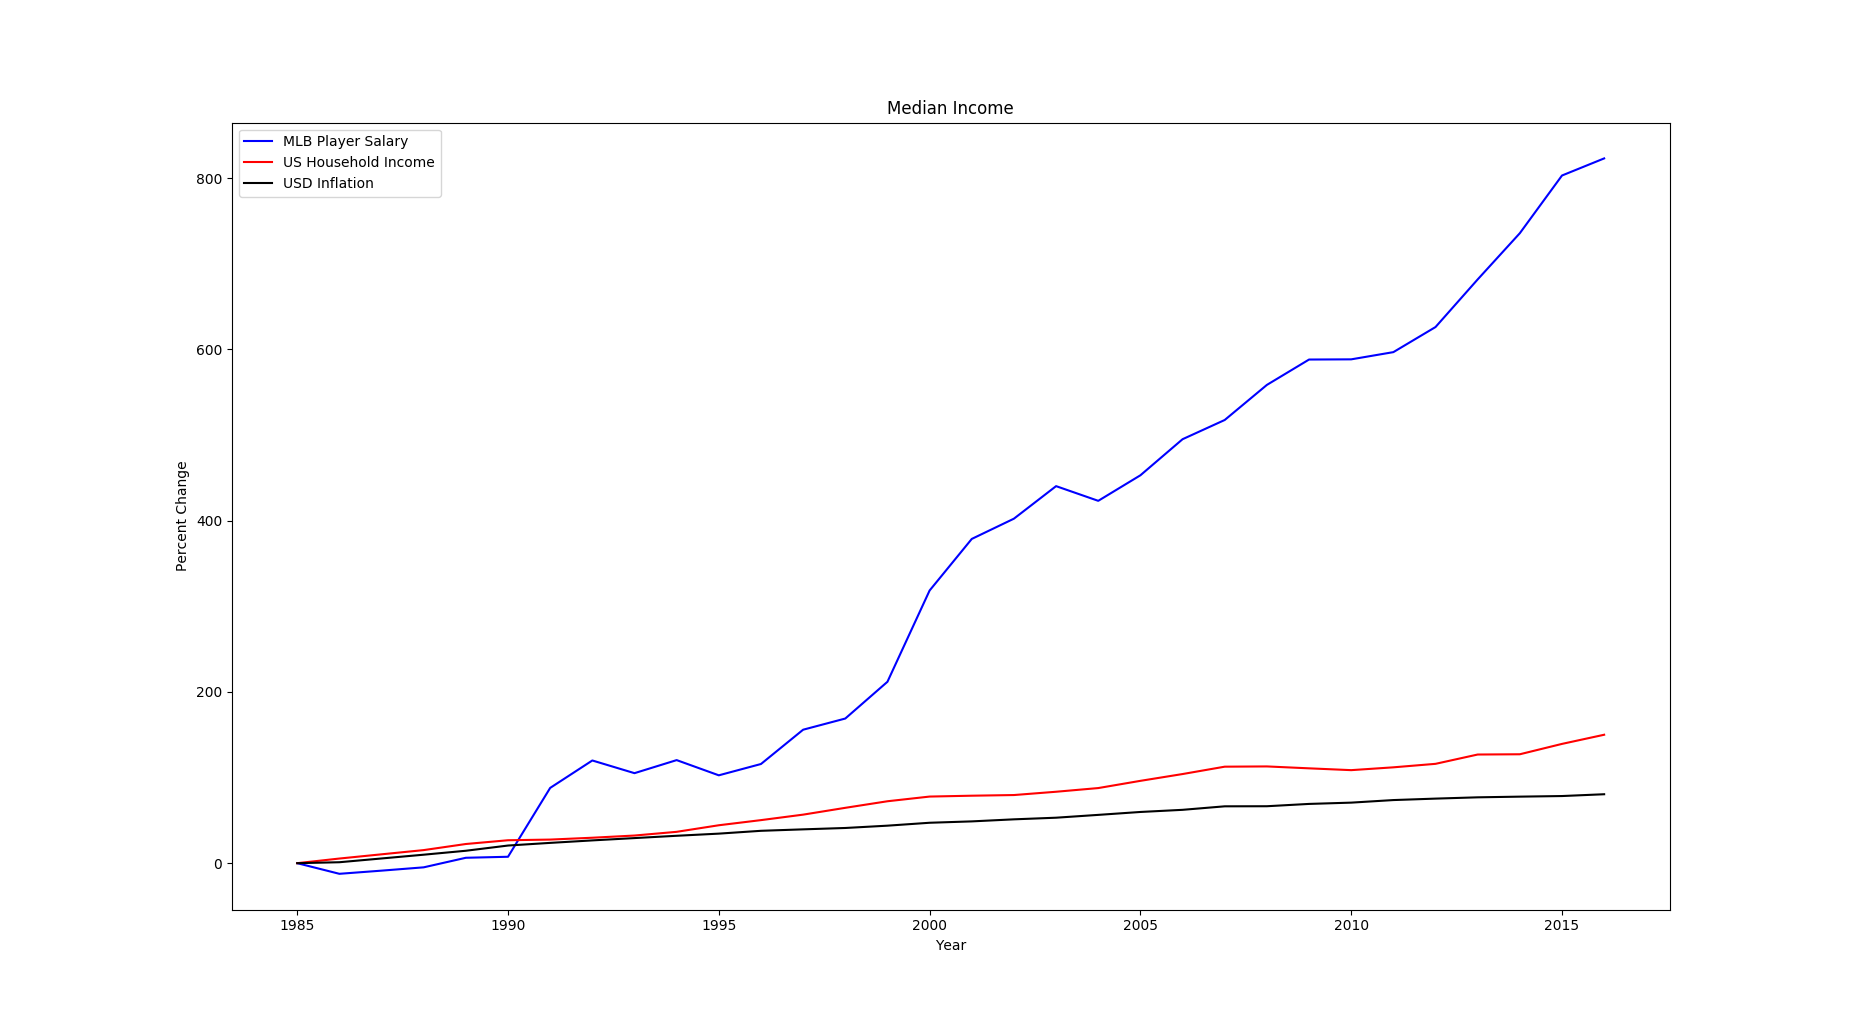 Median Income
MLB Player Salary
US Household Income
USD Inflation
800
600
400
200
0
Percent Change
1985
1990
1995
2000
2005
2010
2015
Year